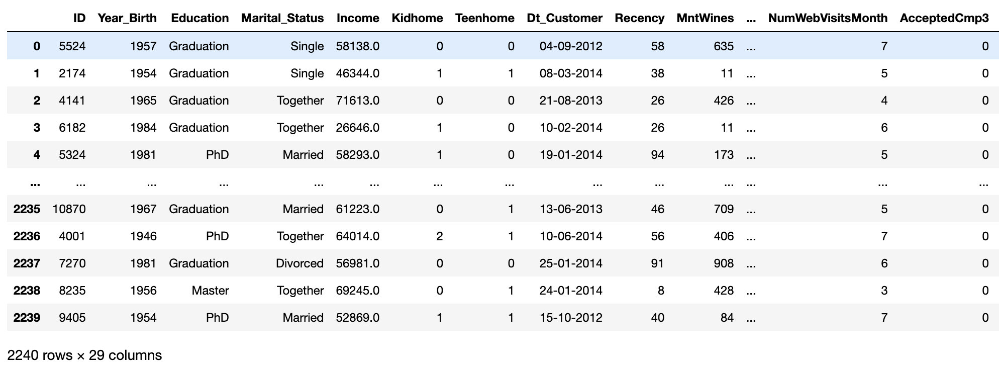 ID Year_Birth Education Marital_Status Income Kidhome Teenhome Dt_Customer Recency MntWines ... NumWebVisitsMonth AcceptedCmp3
0 5524 1957 Graduation Single 58138.0 0 0 04-09-2012 58 635 ... 7 0
1 2174 1954 Graduation Single 46344.0 1 1 08-03-2014 38 11 ... 5 0
2 4141 1965 Graduation Together 71613.0 0 0 21-08-2013 26 426 ... 4 0
3 6182 1984 Graduation Together 26646.0 1 0 10-02-2014 26 11 ... 6 0
4 5324 1981 PhD Married 58293.0 1 0 19-01-2014 94 173 ... 5 0
... ... ... ... ... ... ... ... ... ... ... ... ... ...
2235 10870 1967 Graduation Married 61223.0 0 1 13-06-2013 46 709 ... 5 0
2236 4001 1946 PhD Together 64014.0 2 1 10-06-2014 56 406 ... 7 0
2237 7270 1981 Graduation Divorced 56981.0 0 0 25-01-2014 91 908 ... 6 0
2238 8235 1956 Master Together 69245.0 0 1 24-01-2014 8 428 ... 3 0
2239 9405 1954 PhD Married 52869.0 1 1 15-10-2012 40 84 ... 7 0
2240 rows × 29 columns